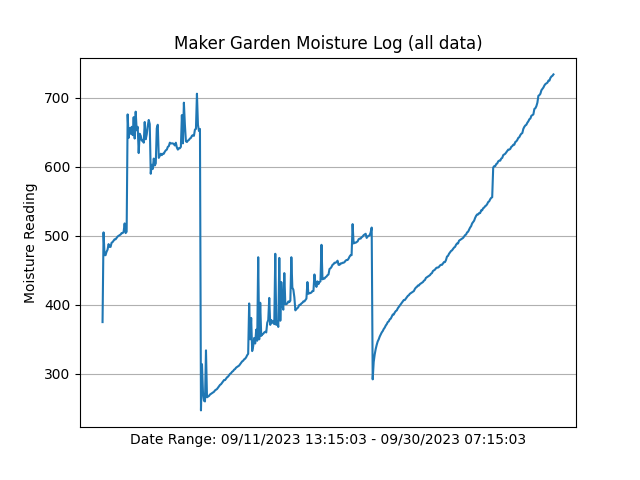 Maker Garden Moisture Log (all data)
700
600
500
400
300
Moisture Reading
Date Range: 09/11/2023 13:15:03 - 09/30/2023 07:15:03